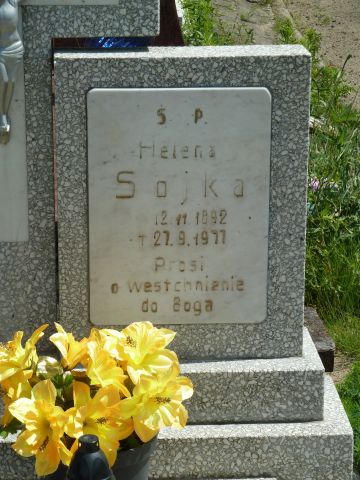 Ś. P.
Helena
Sojka
12.11.1892
† 27.9.1977
Prosi
o westchnienie
do Boga